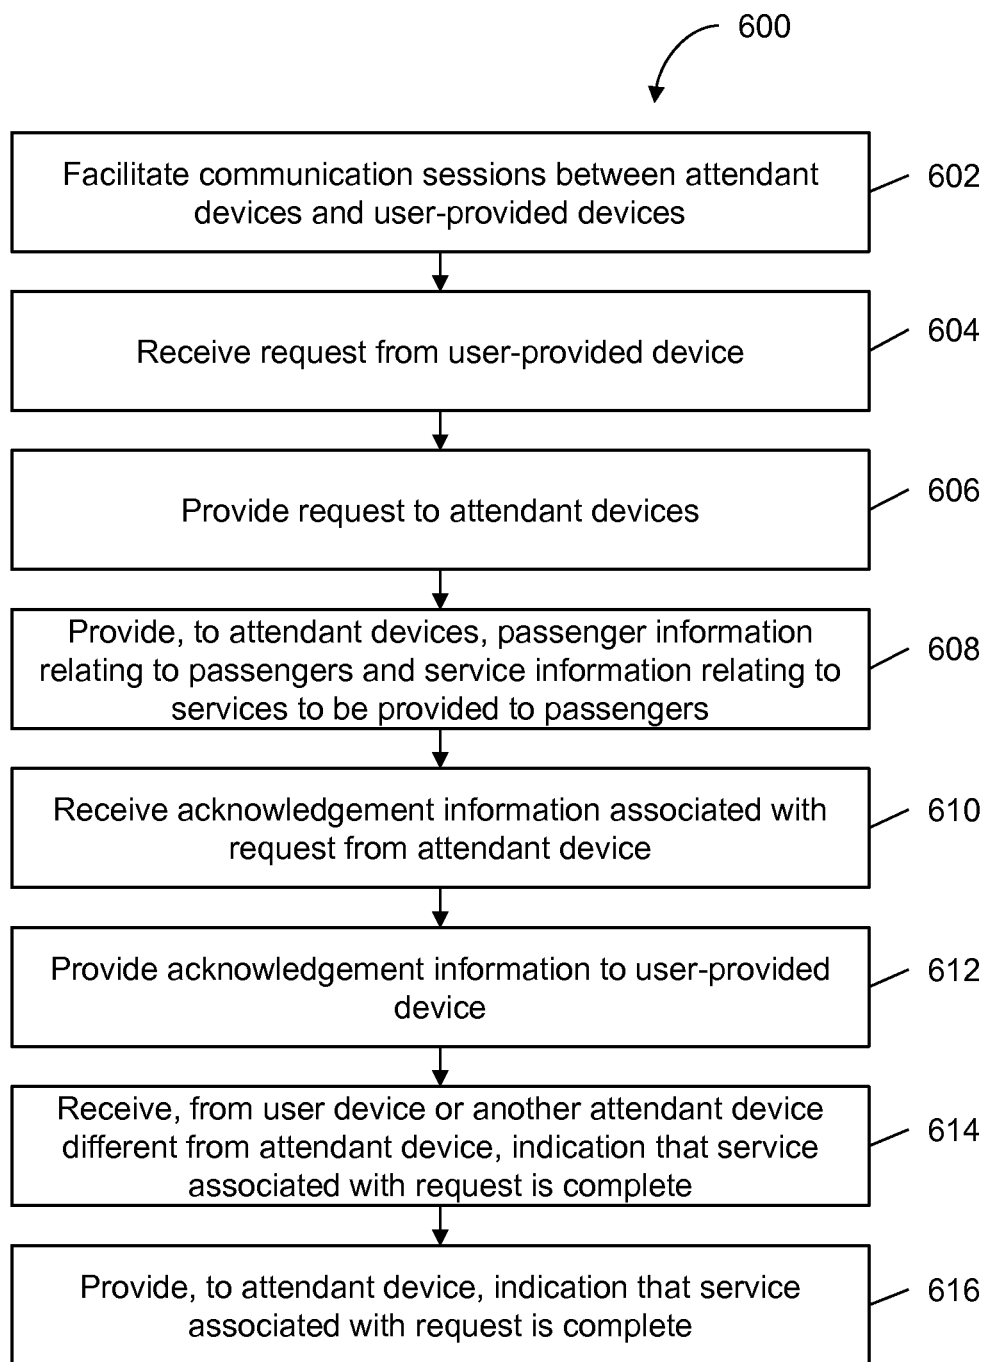 600
Facilitate communication sessions between attendant
devices and user-provided devices
602
Receive request from user-provided device
604
Provide request to attendant devices
606
Provide, to attendant devices, passenger information
relating to passengers and service information relating to
services to be provided to passengers
608
Receive acknowledgement information associated with
request from attendant device
610
Provide acknowledgement information to user-provided
device
612
Receive, from user device or another attendant device
different from attendant device, indication that service
associated with request is complete
614
Provide, to attendant device, indication that service
associated with request is complete
616